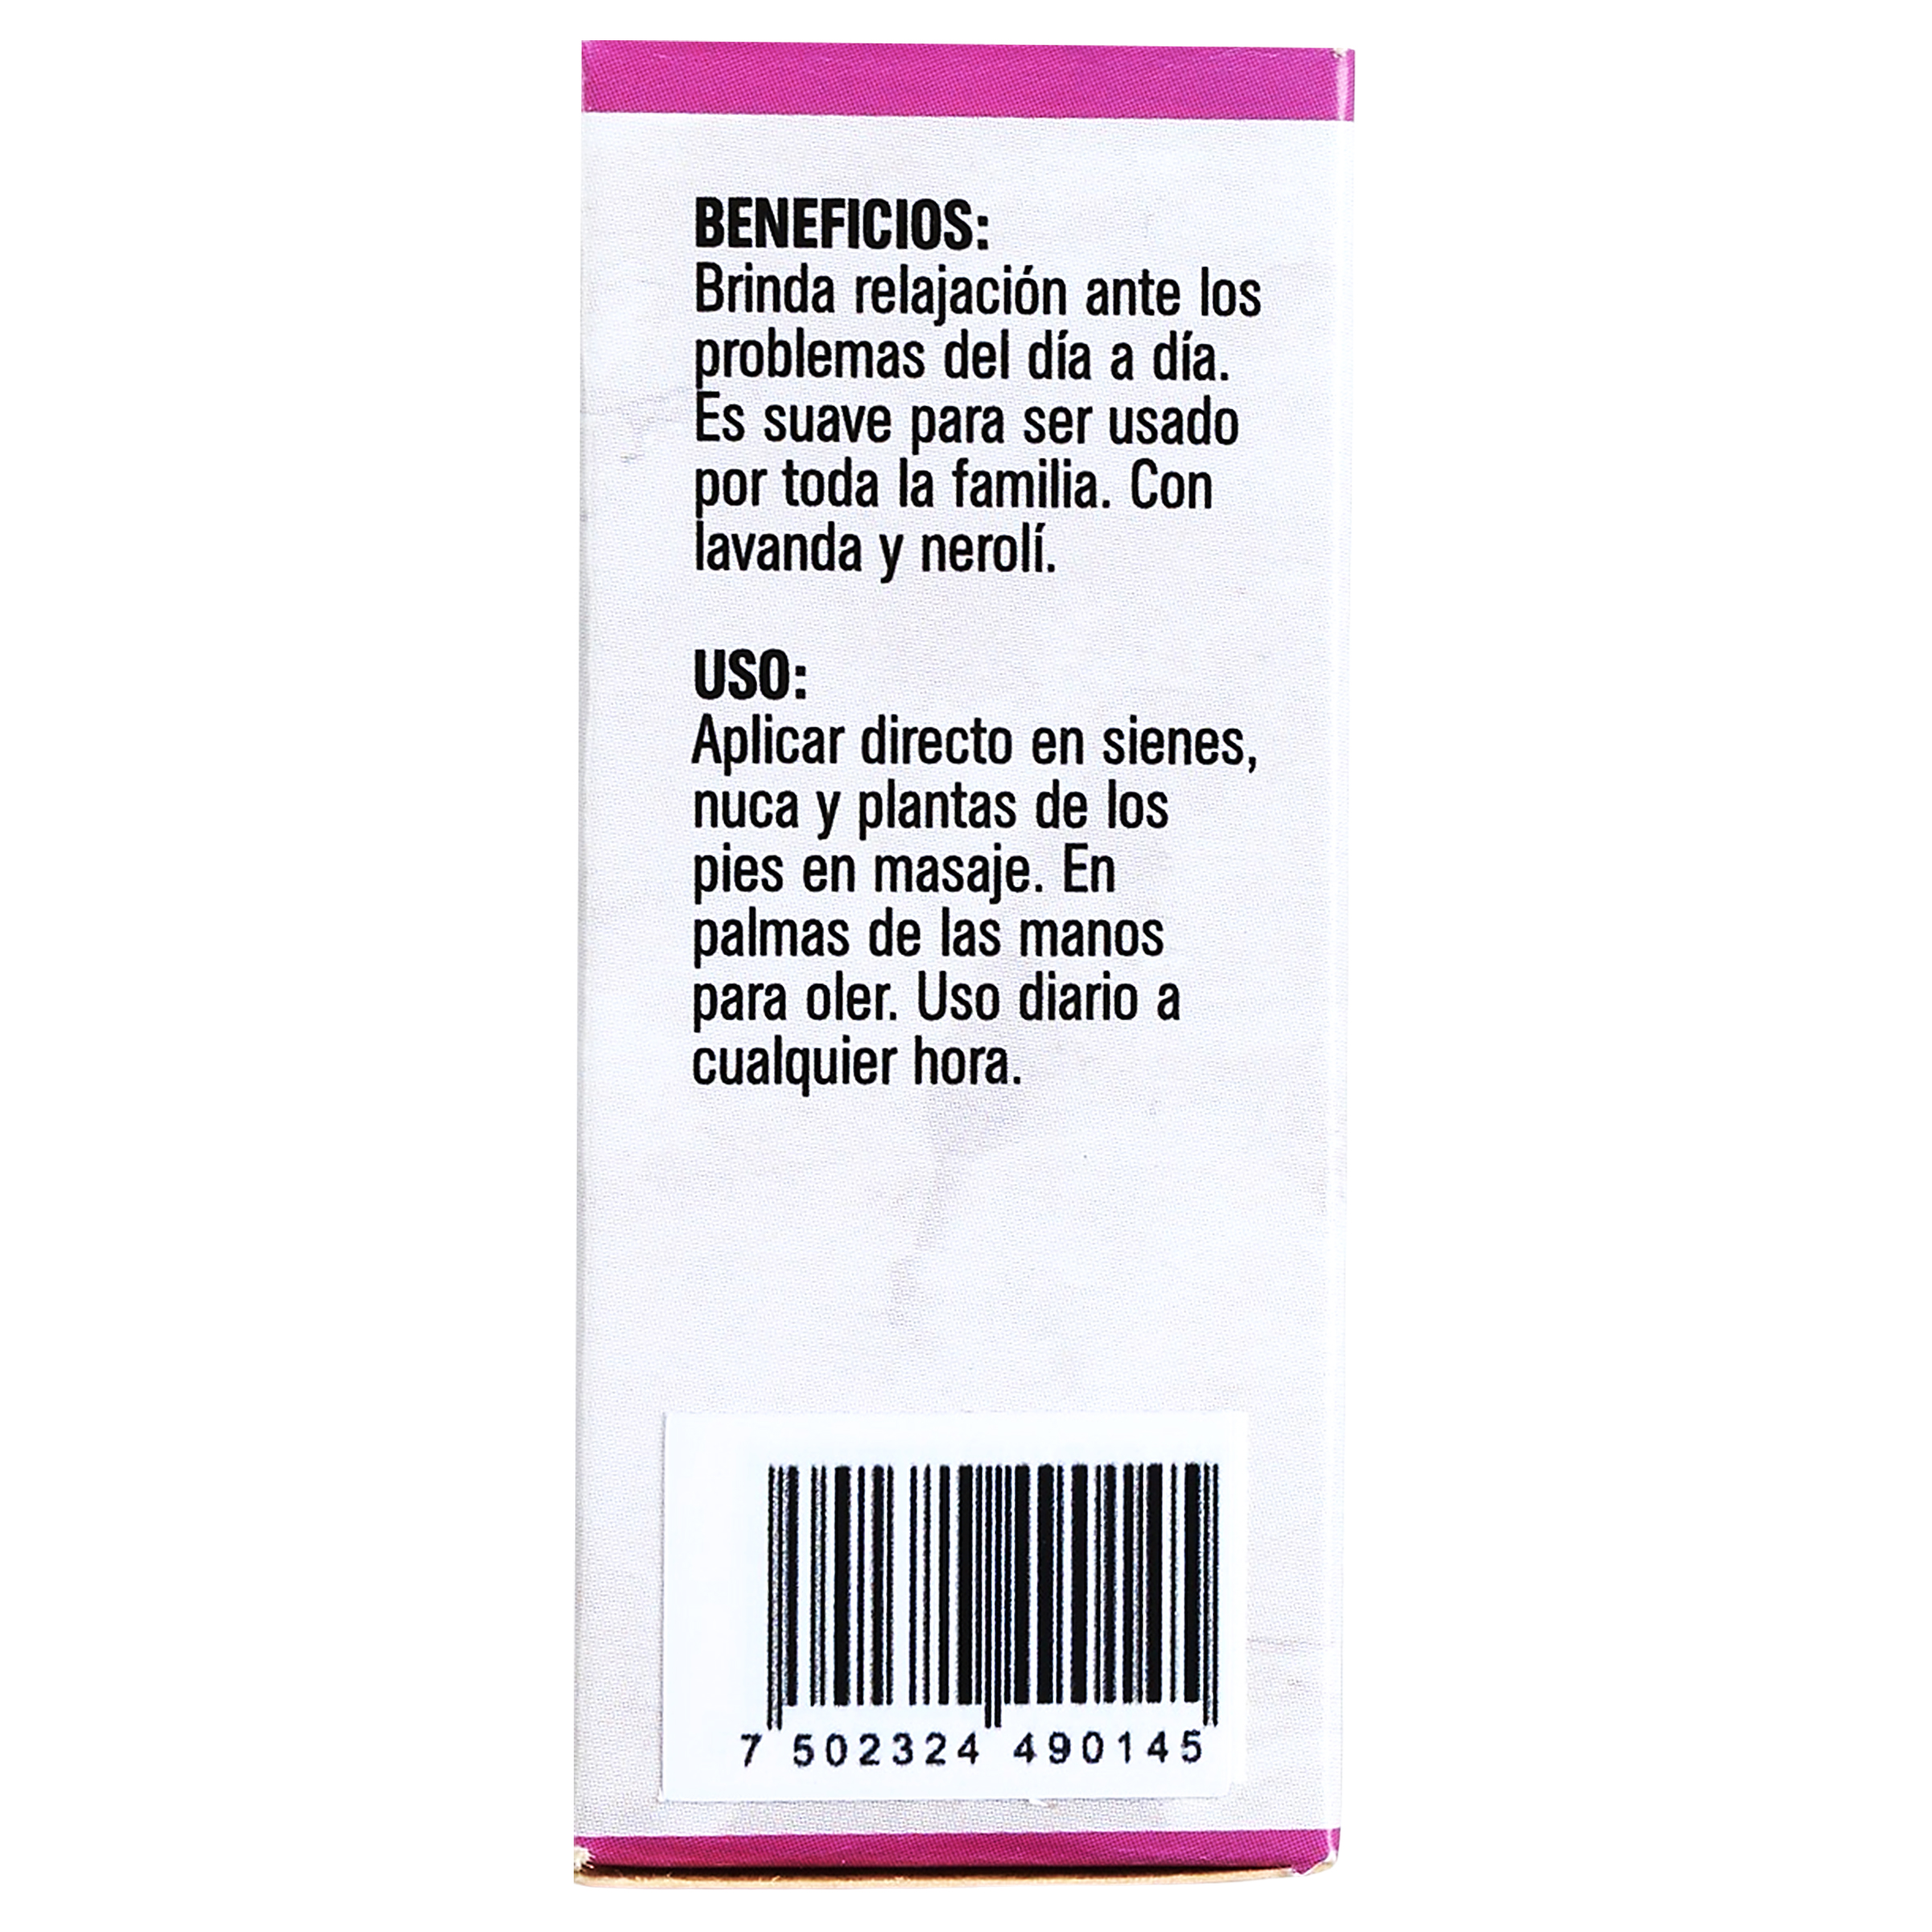 BENEFICIOS:
Brinda relajación ante los
problemas del día a día.
Es suave para ser usado
por toda la familia. Con
lavanda y nerolí.
USO:
Aplicar directo en sienes,
nuca y plantas de los
pies en masaje. En
palmas de las manos
para oler. Uso diario a
cualquier hora.
7 502324 490145